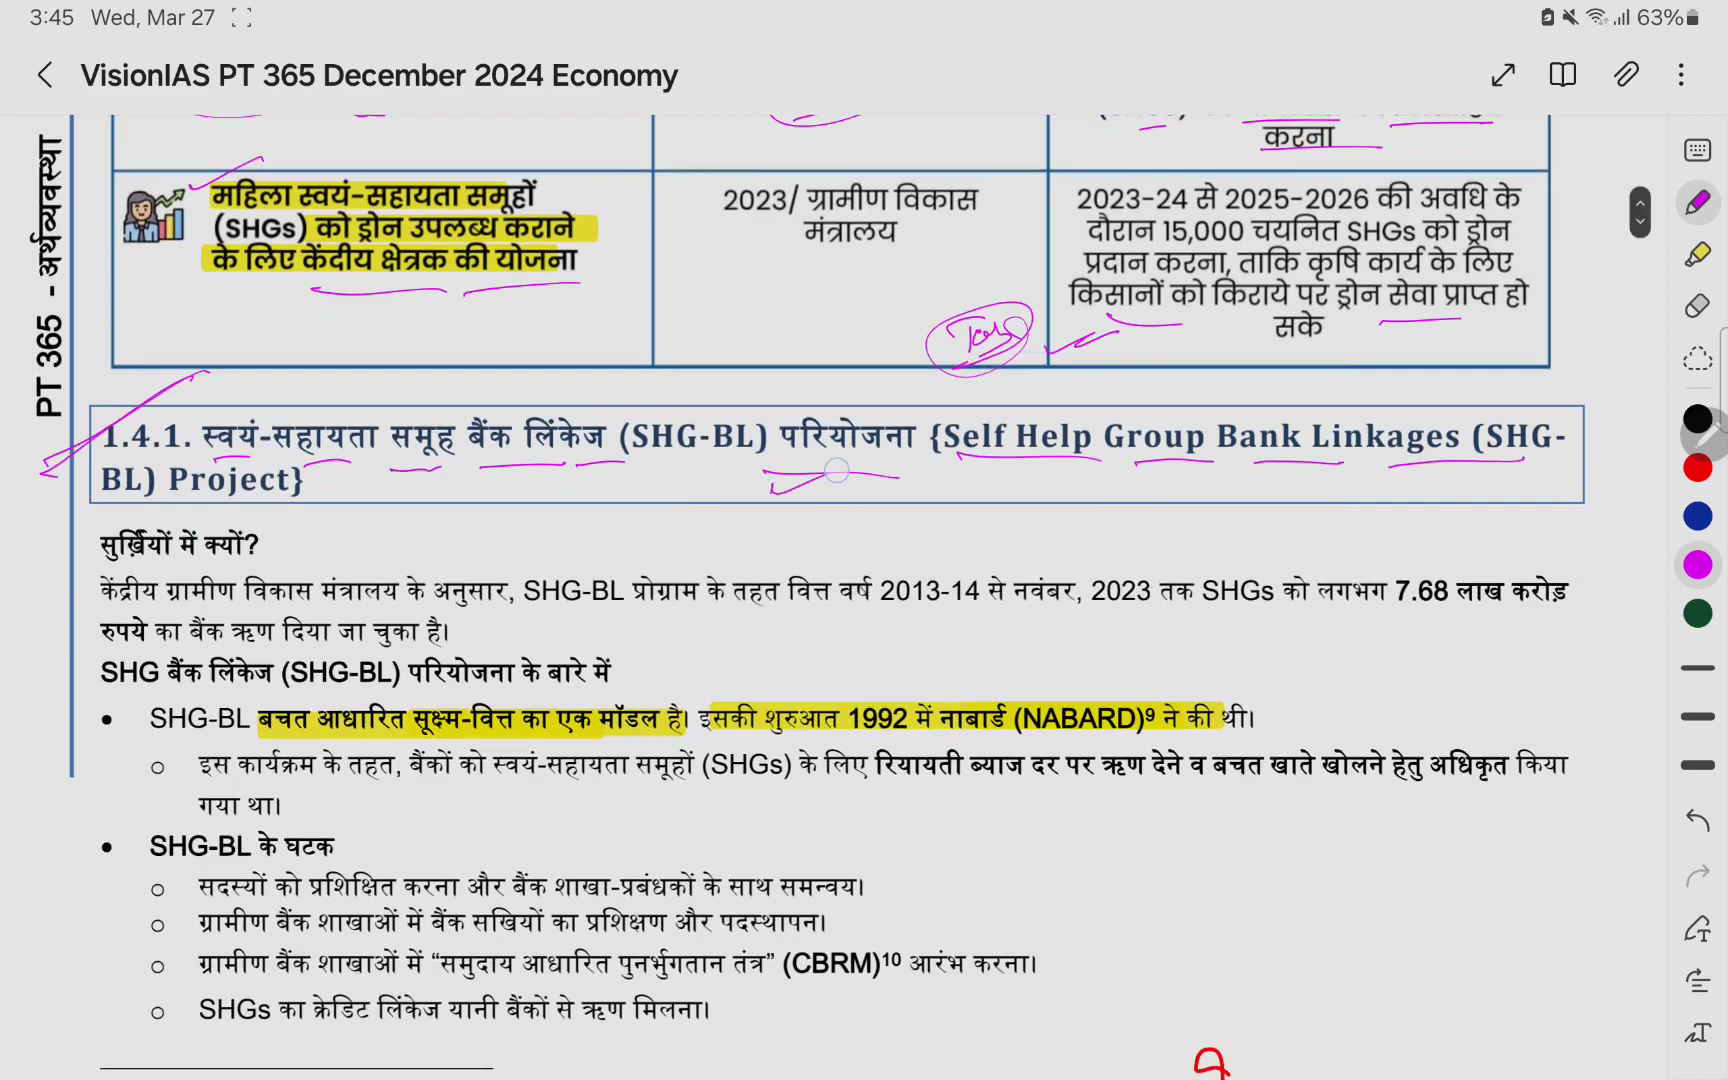 3:45 Wed, Mar 27
63%
VisionIAS PT 365 December 2024 Economy
PT 365 - अर्थव्यवस्था
करना
महिला स्वयं-सहायता समूहों
(SHGs) को ड्रोन उपलब्ध कराने
के लिए केंदीय क्षेत्रक की योजना
2023/ ग्रामीण विकास
मंत्रालय
2023-24 से 2025-2026 की अवधि के
दौरान 15,000 चयनित SHGs को ड्रोन
प्रदान करना, ताकि कृषि कार्य के लिए
किसानों को किराये पर ड्रोन सेवा प्राप्त हो
सके
1.4.1. स्वयं-सहायता समूह बैंक लिंकेज (SHG-BL) परियोजना {Self Help Group Bank Linkages (SHG-
BL) Project}
सुर्ख़ियों में क्यों?
केंद्रीय ग्रामीण विकास मंत्रालय के अनुसार, SHG-BL प्रोग्राम के तहत वित्त वर्ष 2013-14 से नवंबर, 2023 तक SHGs को लगभग 7.68 लाख करोड़
रुपये का बैंक ऋण दिया जा चुका है।
SHG बैंक लिंकेज (SHG-BL) परियोजना के बारे में
• SHG-BL बचत आधारित सूक्ष्म-वित्त का एक मॉडल है। इसकी शुरुआत 1992 में नाबार्ड (NABARD)⁹ ने की थी।
○ इस कार्यक्रम के तहत, बैंकों को स्वयं-सहायता समूहों (SHGs) के लिए रियायती ब्याज दर पर ऋण देने व बचत खाते खोलने हेतु अधिकृत किया
गया था।
• SHG-BL के घटक
○ सदस्यों को प्रशिक्षित करना और बैंक शाखा-प्रबंधकों के साथ समन्वय।
○ ग्रामीण बैंक शाखाओं में बैंक सखियों का प्रशिक्षण और पदस्थापन।
○ ग्रामीण बैंक शाखाओं में “समुदाय आधारित पुनर्भुगतान तंत्र” (CBRM)¹⁰ आरंभ करना।
○ SHGs का क्रेडिट लिंकेज यानी बैंकों से ऋण मिलना।